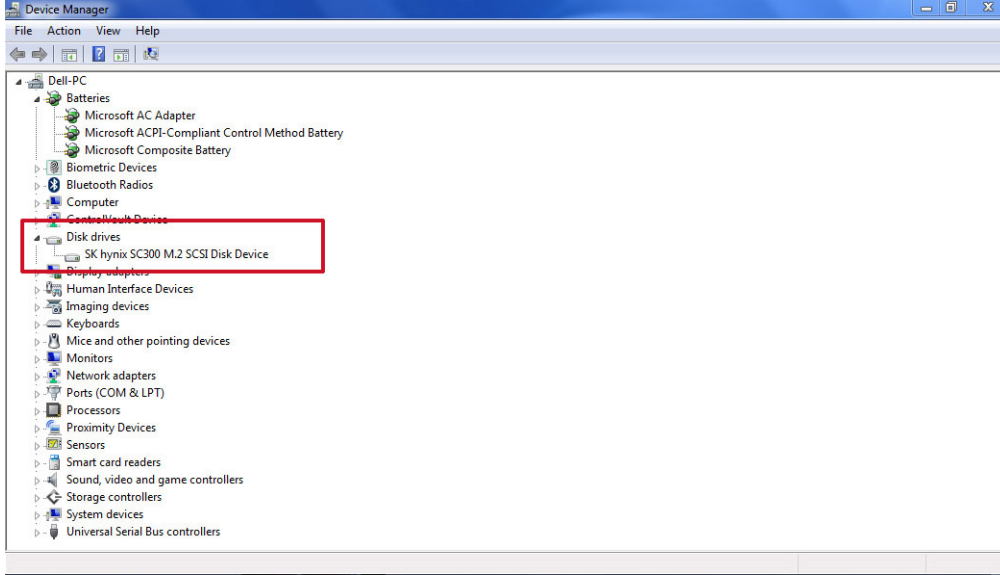 Device Manager
File Action View Help
Dell-PC
Batteries
Microsoft AC Adapter
Microsoft ACPI-Compliant Control Method Battery
Microsoft Composite Battery
Biometric Devices
Bluetooth Radios
Computer
ControlVault Device
Disk drives
SK hynix SC300 M.2 SCSI Disk Device
Display adapters
Human Interface Devices
Imaging devices
Keyboards
Mice and other pointing devices
Monitors
Network adapters
Ports (COM & LPT)
Processors
Proximity Devices
Sensors
Smart card readers
Sound, video and game controllers
Storage controllers
System devices
Universal Serial Bus controllers